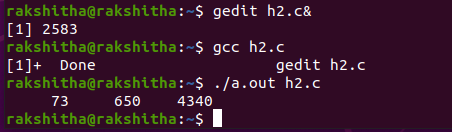 rakshitha@rakshitha:~$ gedit h2.c&
[1] 2583
rakshitha@rakshitha:~$ gcc h2.c
[1]+  Done                    gedit h2.c
rakshitha@rakshitha:~$ ./a.out h2.c
      73     650    4340
rakshitha@rakshitha:~$